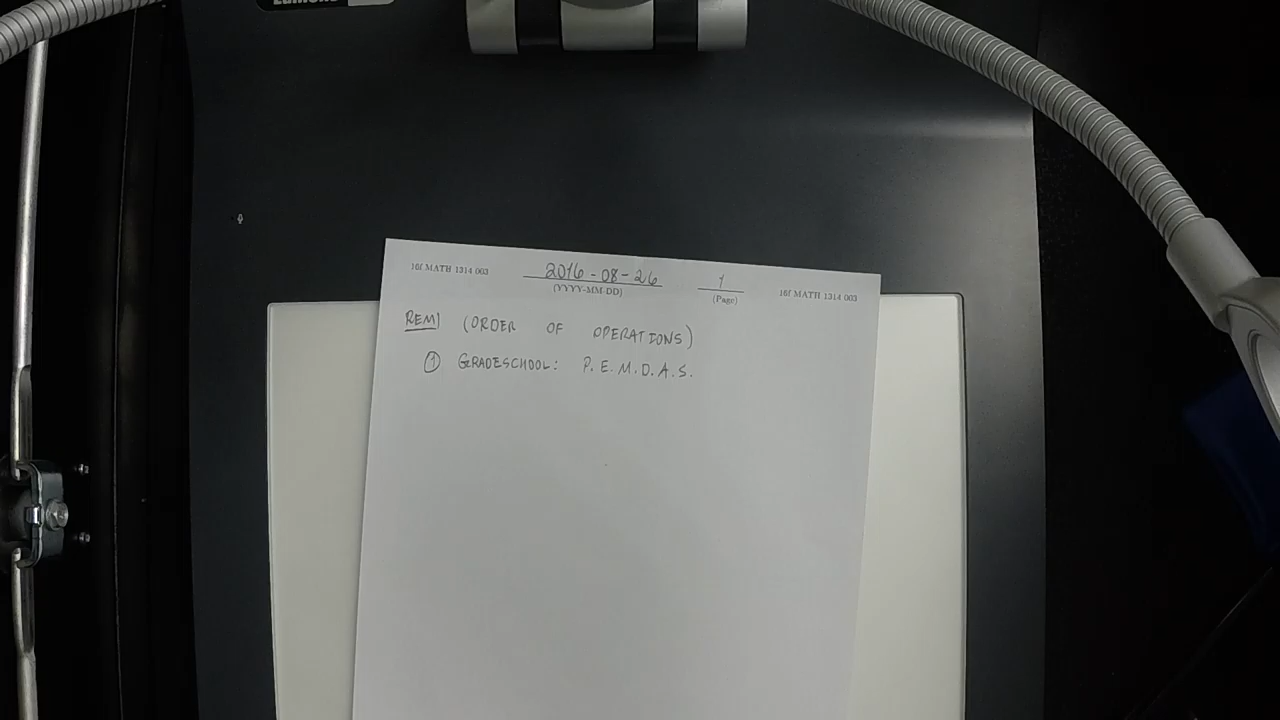 16f MATH 1314 003 2016-08-26 1 16f MATH 1314 003
(YYYY-MM-DD) (Page)
REM) (ORDER OF OPERATIONS)
① GRADESCHOOL: P. E. M. D. A. S.